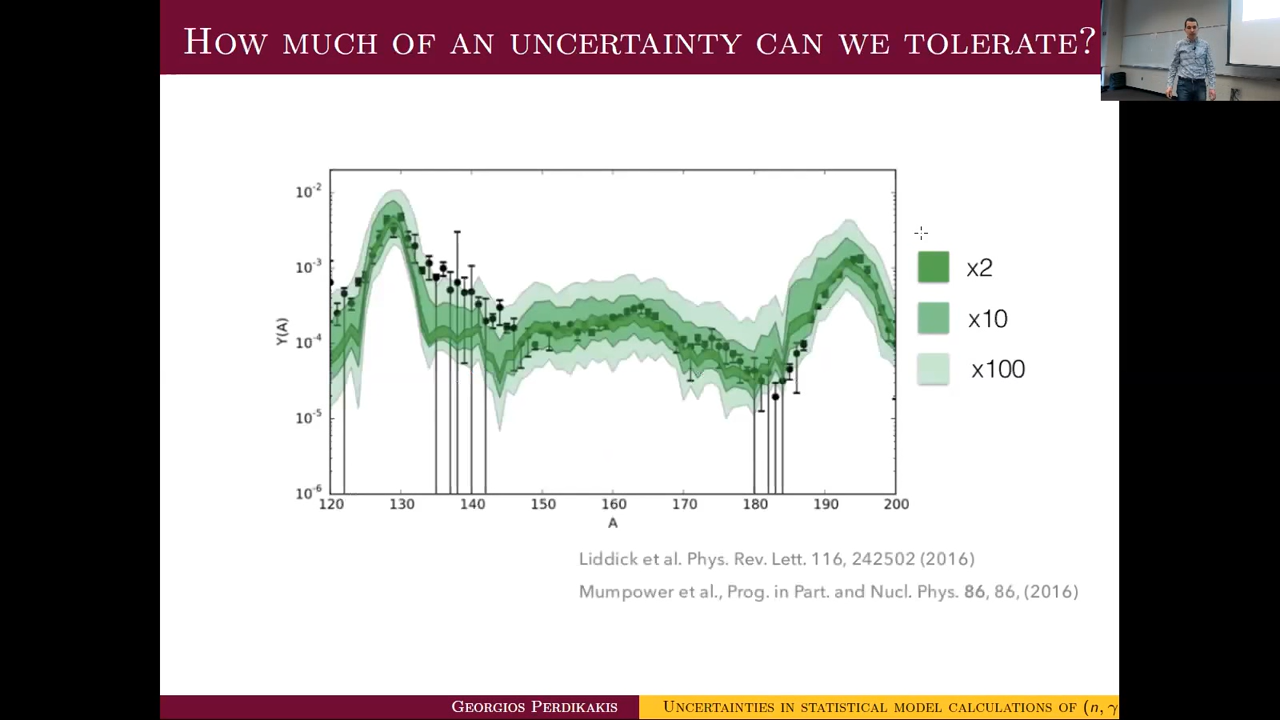 HOW MUCH OF AN UNCERTAINTY CAN WE TOLERATE?
10-2
10-3
10-4
10-5
10-6
Y(A)
120 130 140 150 160 170 180 190 200
A
x2
x10
x100
Liddick et al. Phys. Rev. Lett. 116, 242502 (2016)
Mumpower et al., Prog. in Part. and Nucl. Phys. 86, 86, (2016)
GEORGIOS PERDIKAKIS
UNCERTAINTIES IN STATISTICAL MODEL CALCULATIONS OF (n, γ